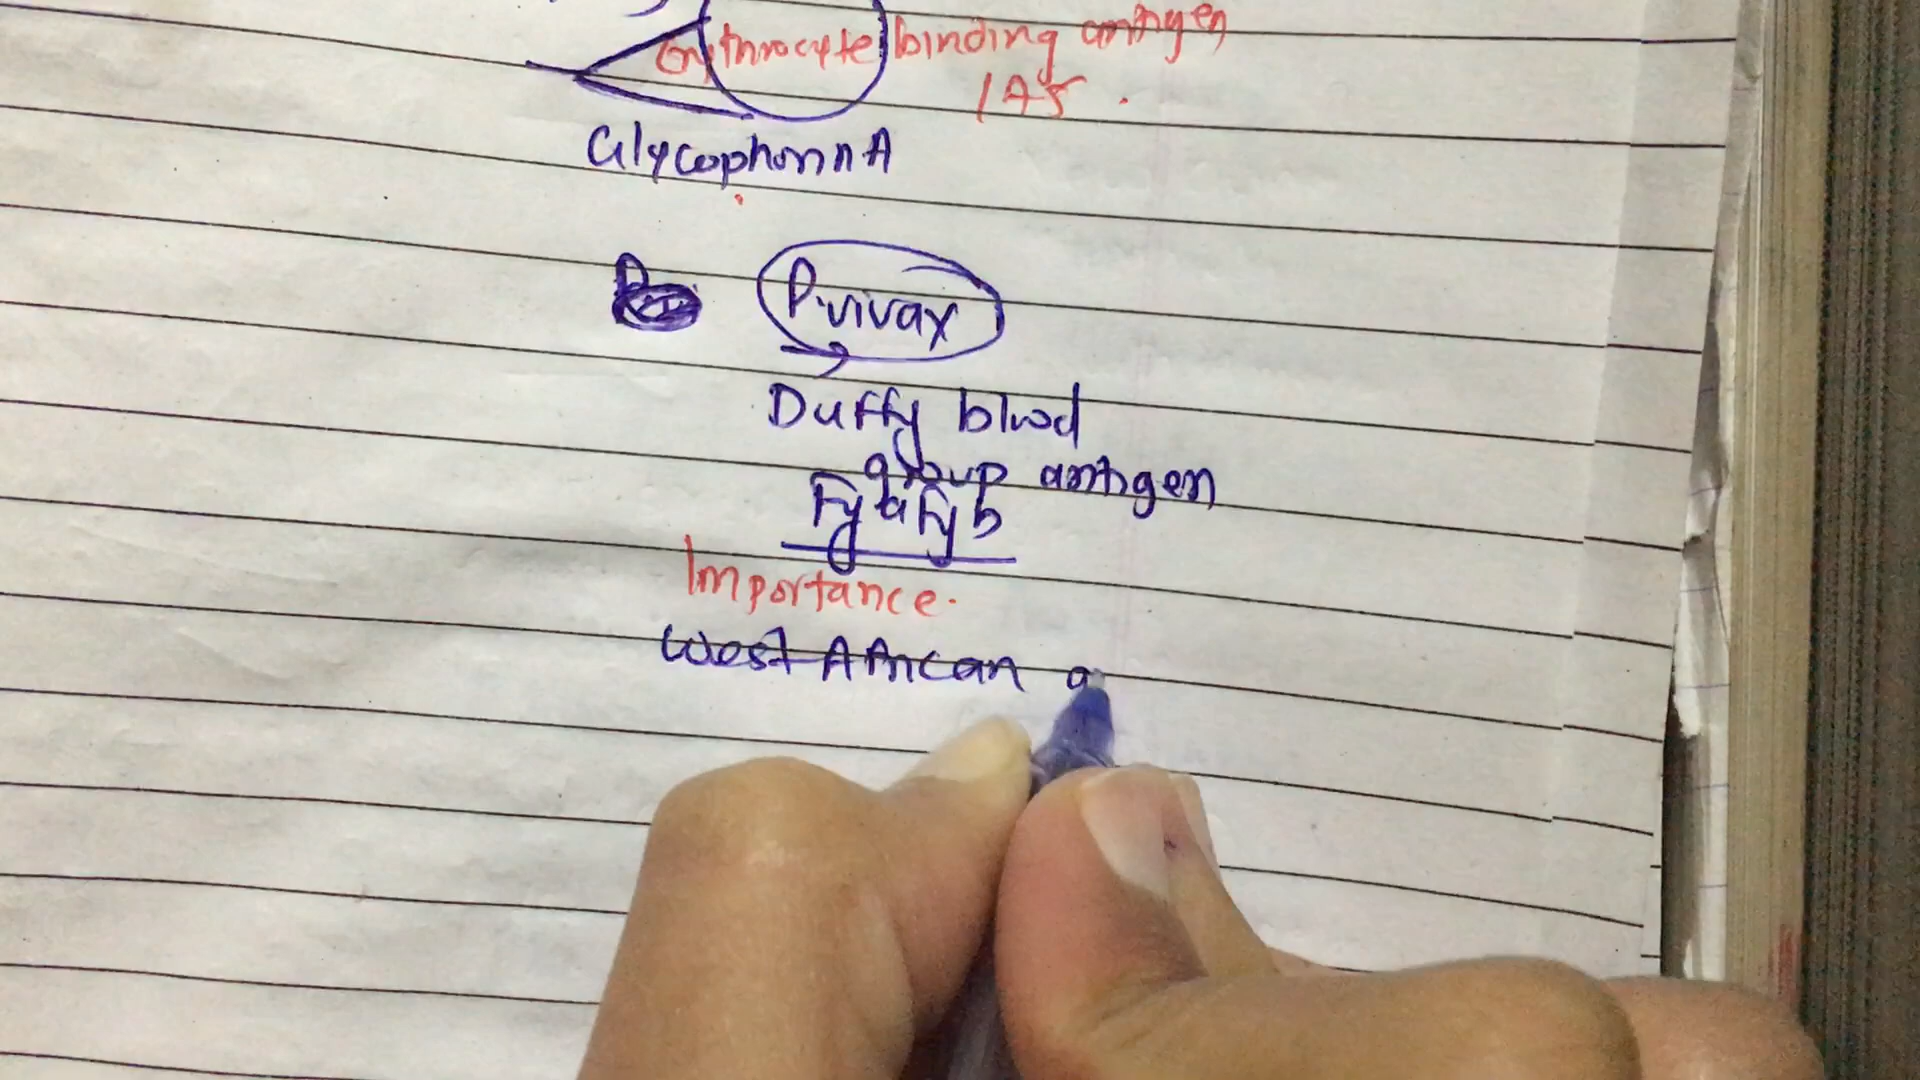 Erythrocyte binding antigen
175.
Glycophorin A
P.vivax
Duffy blood
group antigen
Fy a Fy b
Importance.
West African a